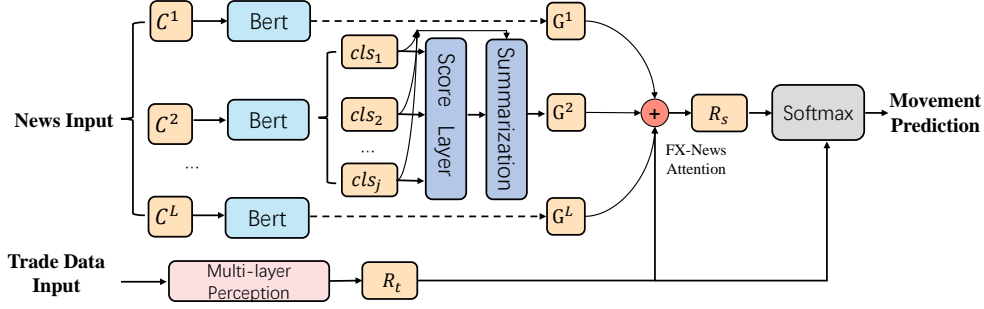 News Input
C¹
Bert
G¹
cls₁
C²
Bert
cls₂
...
...
cls_j
Score Layer
Summarization
G²
+
FX-News
Attention
R_s
Softmax
Movement
Prediction
C^L
Bert
G^L
Trade Data
Input
Multi-layer
Perception
R_t